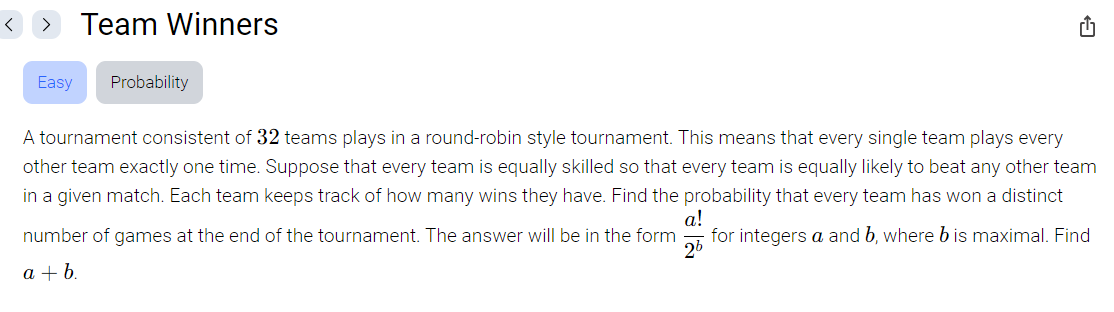 Team Winners
Easy Probability
A tournament consistent of 32 teams plays in a round-robin style tournament. This means that every single team plays every
other team exactly one time. Suppose that every team is equally skilled so that every team is equally likely to beat any other team
in a given match. Each team keeps track of how many wins they have. Find the probability that every team has won a distinct
number of games at the end of the tournament. The answer will be in the form a!/2^b for integers a and b, where b is maximal. Find
a + b.